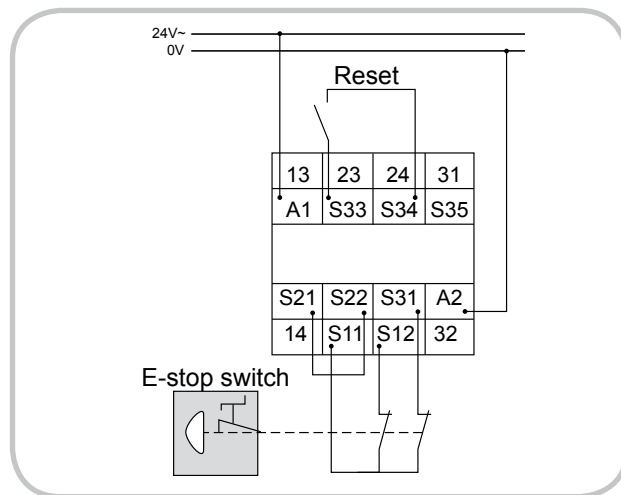 24V~
0V
Reset
13 23 24 31
A1 S33 S34 S35
S21 S22 S31 A2
14 S11 S12 32
E-stop switch